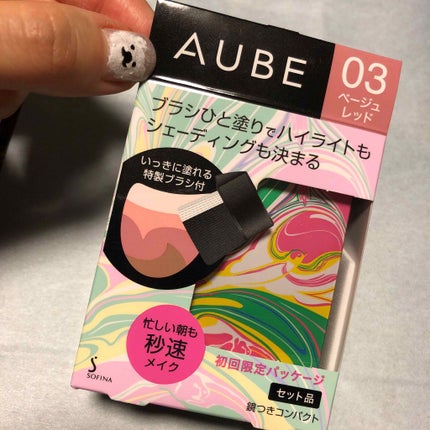 AUBE
03
ベージュ
レッド
ブラシひと塗りでハイライトも
シェーディングも決まる
いっきに塗れる
特製ブラシ付
忙しい朝も
秒速
メイク
初回限定パッケージ
セット品
鏡つきコンパクト
S
SOFINA